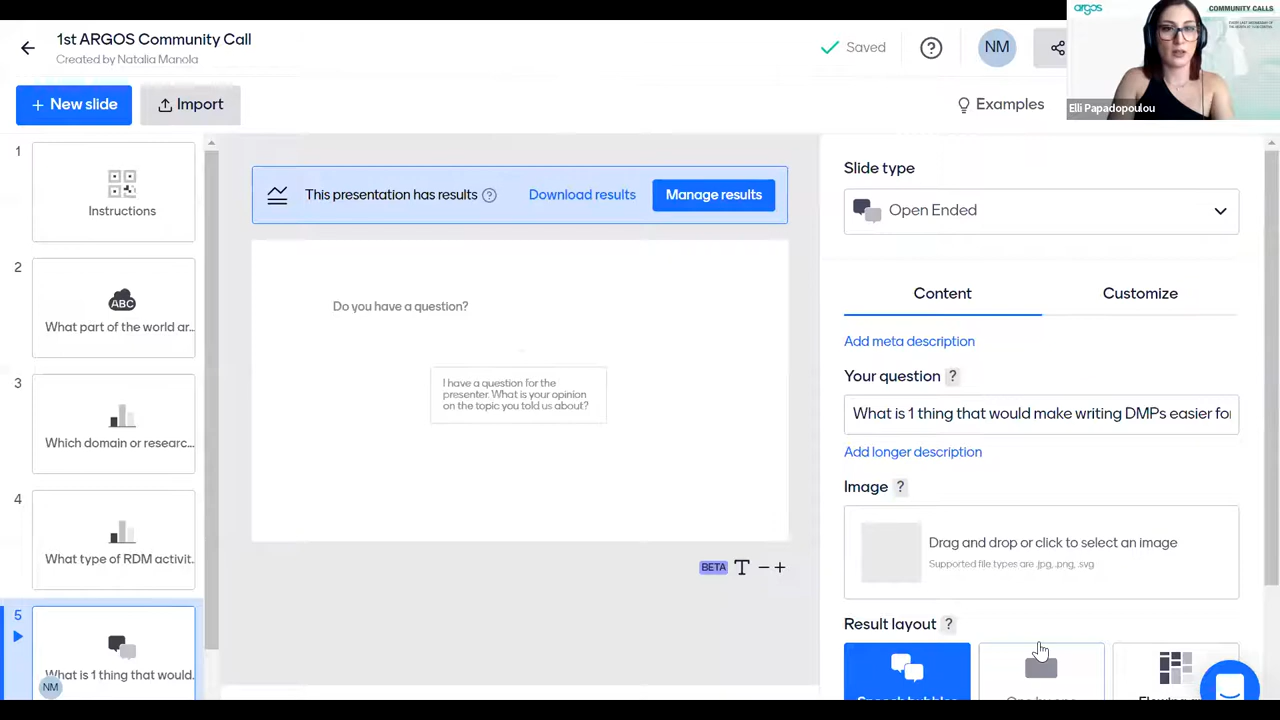 1st ARGOS Community Call
Created by Natalia Manola
Saved
NM
argos
COMMUNITY CALLS
Elli Papadopoulou
New slide
Import
Examples
1
Instructions
2
ABC
What part of the world ar..
3
Which domain or researc...
4
What type of RDM activit.
5
What is 1 thing that would.
NM
This presentation has results
Download results
Manage results
Do you have a question?
I have a question for the
presenter. What is your opinion
on the topic you told us about?
BETA T − +
Slide type
Open Ended
Content
Customize
Add meta description
Your question ?
What is 1 thing that would make writing DMPs easier fo
Add longer description
Image ?
Drag and drop or click to select an image
Supported file types are .jpg, .png, .svg
Result layout ?